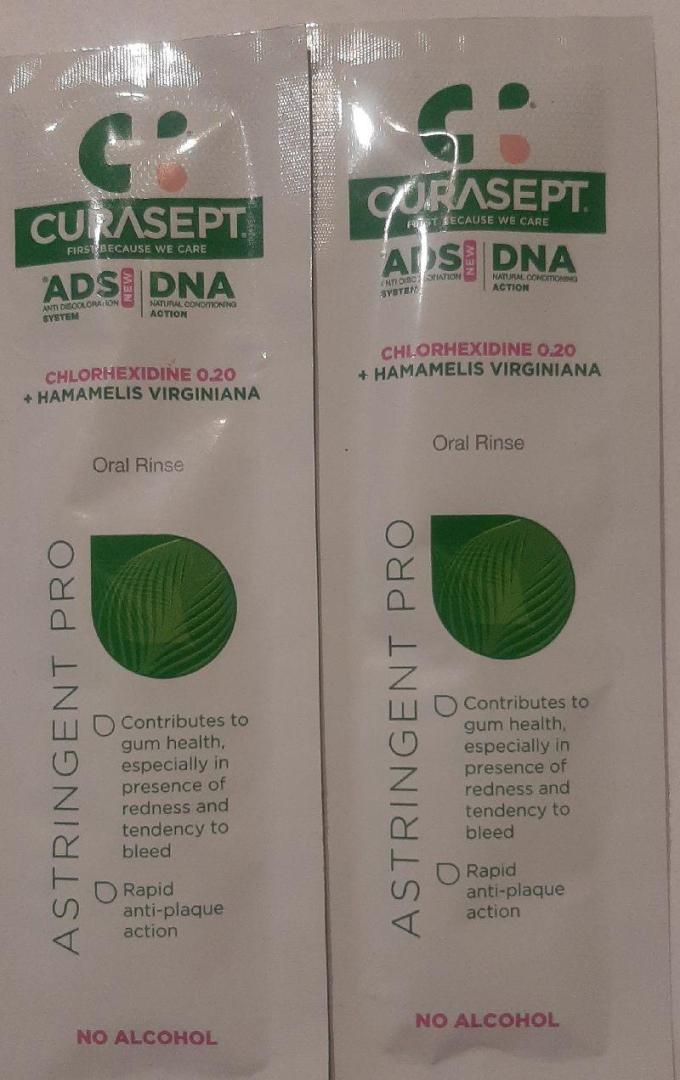 CURASEPT
FIRST BECAUSE WE CARE
ADS NEW DNA
ANTI DISCOLORATION NATURAL CONDITIONING
SYSTEM ACTION
CHLORHEXIDINE 0.20
+ HAMAMELIS VIRGINIANA
Oral Rinse
ASTRINGENT PRO
Contributes to
gum health,
especially in
presence of
redness and
tendency to
bleed
Rapid
anti-plaque
action
NO ALCOHOL
CURASEPT
FIRST BECAUSE WE CARE
ADS NEW DNA
ANTI DISCOLORATION NATURAL CONDITIONING
SYSTEM ACTION
CHLORHEXIDINE 0.20
+ HAMAMELIS VIRGINIANA
Oral Rinse
ASTRINGENT PRO
Contributes to
gum health,
especially in
presence of
redness and
tendency to
bleed
Rapid
anti-plaque
action
NO ALCOHOL